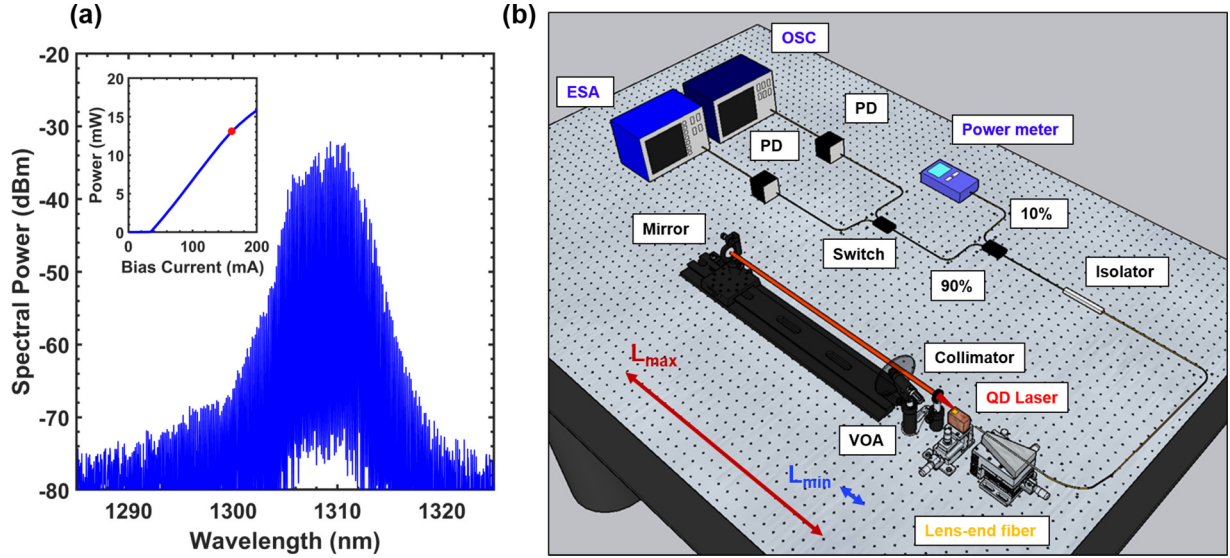 (a)
Spectral Power (dBm)
-20
-30
-40
-50
-60
-70
-80
1290
1300
1310
1320
Wavelength (nm)
Power (mW)
20
15
10
5
0
0
100
200
Bias Current (mA)
(b)
OSC
ESA
PD
PD
Power meter
Mirror
10%
Switch
90%
Isolator
Lmax
Collimator
QD Laser
VOA
Lmin
Lens-end fiber